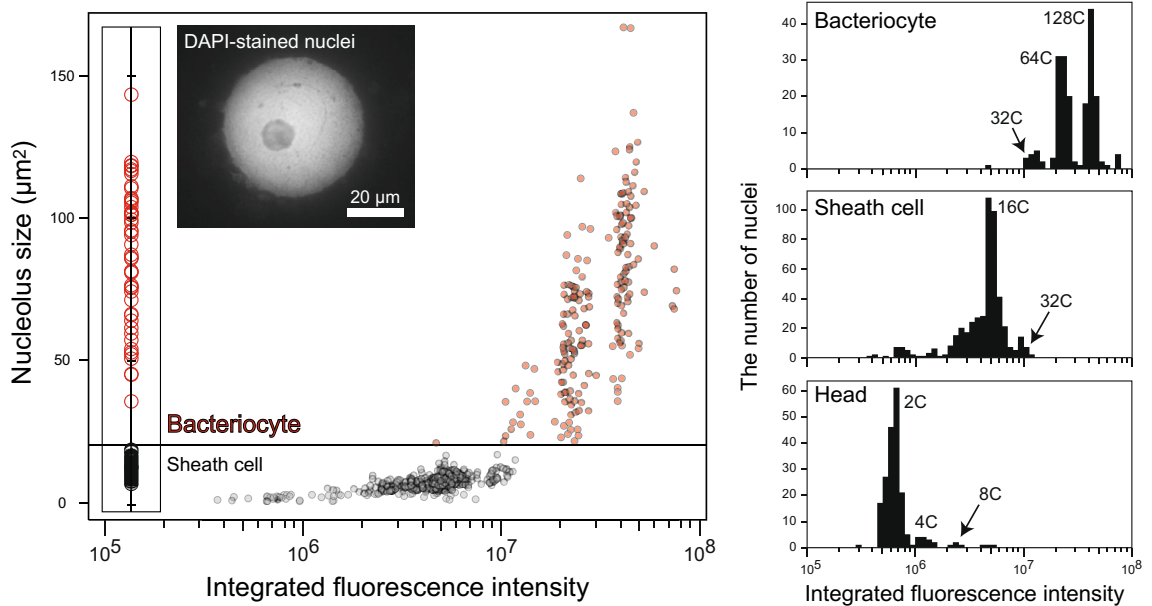 Nucleolus size (µm²)
150
100
50
0
DAPI-stained nuclei
20 µm
Bacteriocyte
Sheath cell
10⁵
10⁶
10⁷
10⁸
Integrated fluorescence intensity
The number of nuclei
Bacteriocyte
40
30
20
10
0
32C
64C
128C
Sheath cell
100
80
60
40
20
0
16C
32C
Head
60
50
40
30
20
10
0
2C
4C
8C
10⁵
10⁶
10⁷
10⁸
Integrated fluorescence intensity